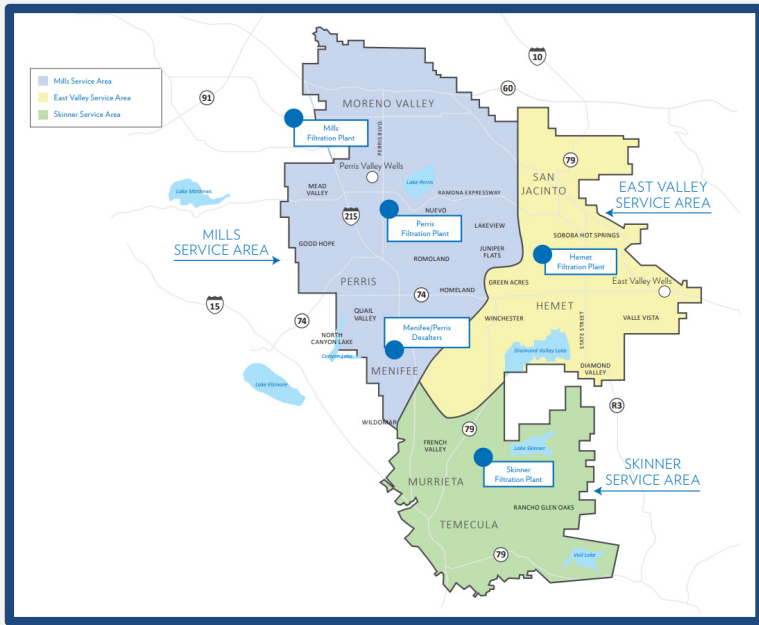 Mills Service Area
East Valley Service Area
Skinner Service Area
10
60
91
MORENO VALLEY
PERRIS BLVD.
Mills
Filtration Plant
Perris Valley Wells
79
SAN
JACINTO
Lake Perris
MEAD
VALLEY
RAMONA EXPRESSWAY
Lake Mathews
EAST VALLEY
SERVICE AREA
215
NUEVO
Perris
Filtration Plant
LAKEVIEW
MILLS
SERVICE AREA
GOOD HOPE
SOBOBA HOT SPRINGS
JUNIPER
FLATS
ROMOLAND
Hemet
Filtration Plant
PERRIS
GREEN ACRES
East Valley Wells
HOMELAND
74
15
HEMET
QUAIL
VALLEY
WINCHESTER
STATE STREET
VALLE VISTA
74
NORTH
CANYON LAKE
Menifee/Perris
Desalters
Canyon Lake
Diamond Valley Lake
MENIFEE
DIAMOND
VALLEY
Lake Elsinore
R3
WILDOMAR
79
FRENCH
VALLEY
Lake Skinner
Skinner
Filtration Plant
SKINNER
SERVICE AREA
MURRIETA
RANCHO GLEN OAKS
TEMECULA
79
Vail Lake